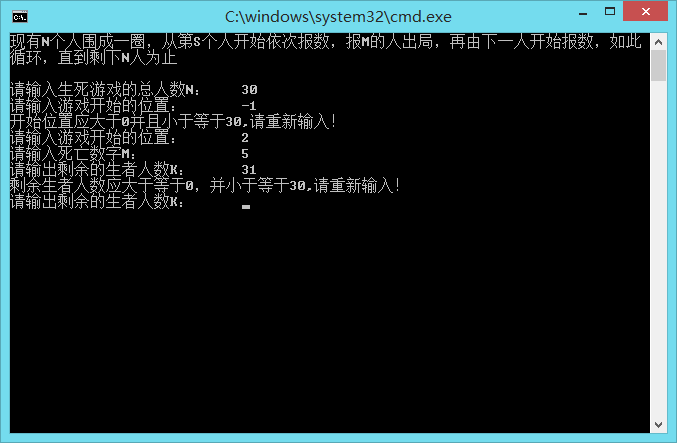 C:\windows\system32\cmd.exe
现有N个人围成一圈，从第S个人开始依次报数，报M的人出局，再由下一人开始报数，如此
循环，直到剩下N人为止
请输入生死游戏的总人数N： 30
请输入游戏开始的位置： -1
开始位置应大于0并且小于等于30,请重新输入!
请输入游戏开始的位置： 2
请输入死亡数字M： 5
请输出剩余的生者人数K： 31
剩余生者人数应大于等于0，并小于等于30,请重新输入!
请输出剩余的生者人数K：